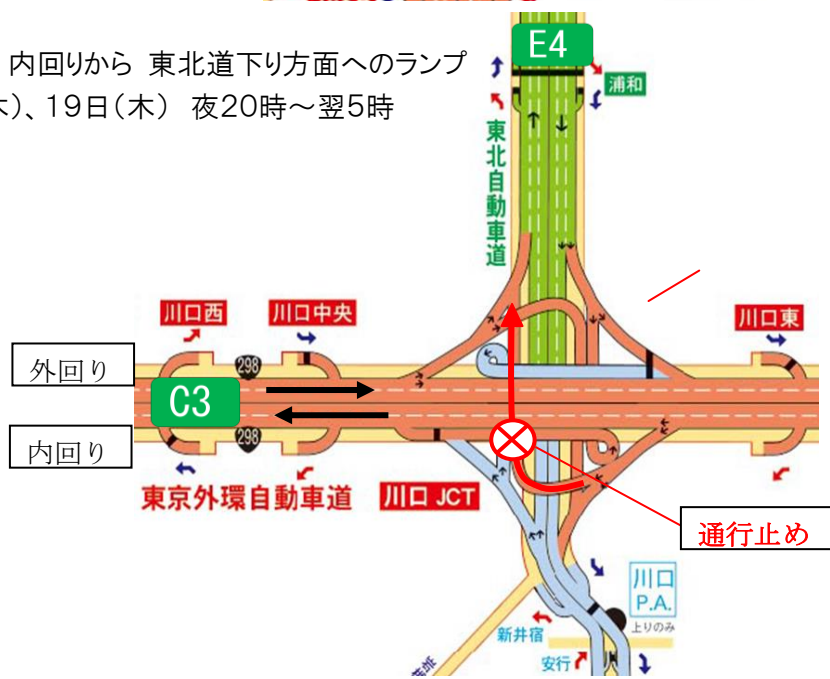 内回りから 東北道下り方面へのランプ
)、19日(木) 夜20時～翌5時
E4
浦和
東北自動車道
川口西
川口中央
川口東
外回り
298
C3
298
内回り
東京外環自動車道
川口 JCT
通行止め
川口
P.A.
上りのみ
新井宿
安行